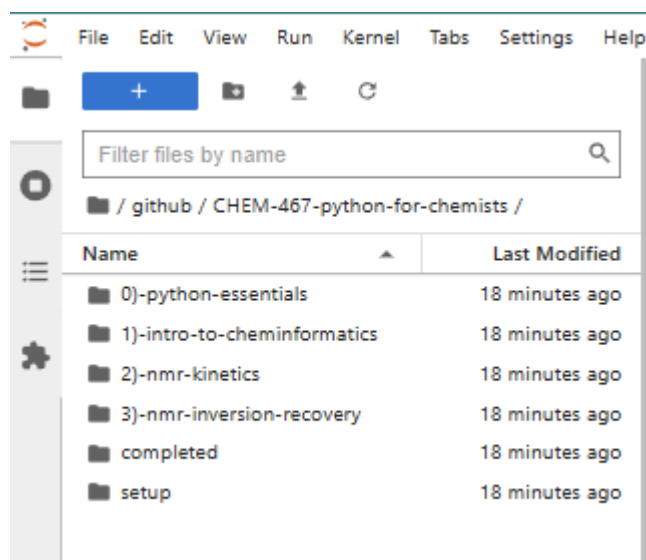 File Edit View Run Kernel Tabs Settings Help
+
Filter files by name
/ github / CHEM-467-python-for-chemists /
Name Last Modified
0)-python-essentials 18 minutes ago
1)-intro-to-cheminformatics 18 minutes ago
2)-nmr-kinetics 18 minutes ago
3)-nmr-inversion-recovery 18 minutes ago
completed 18 minutes ago
setup 18 minutes ago